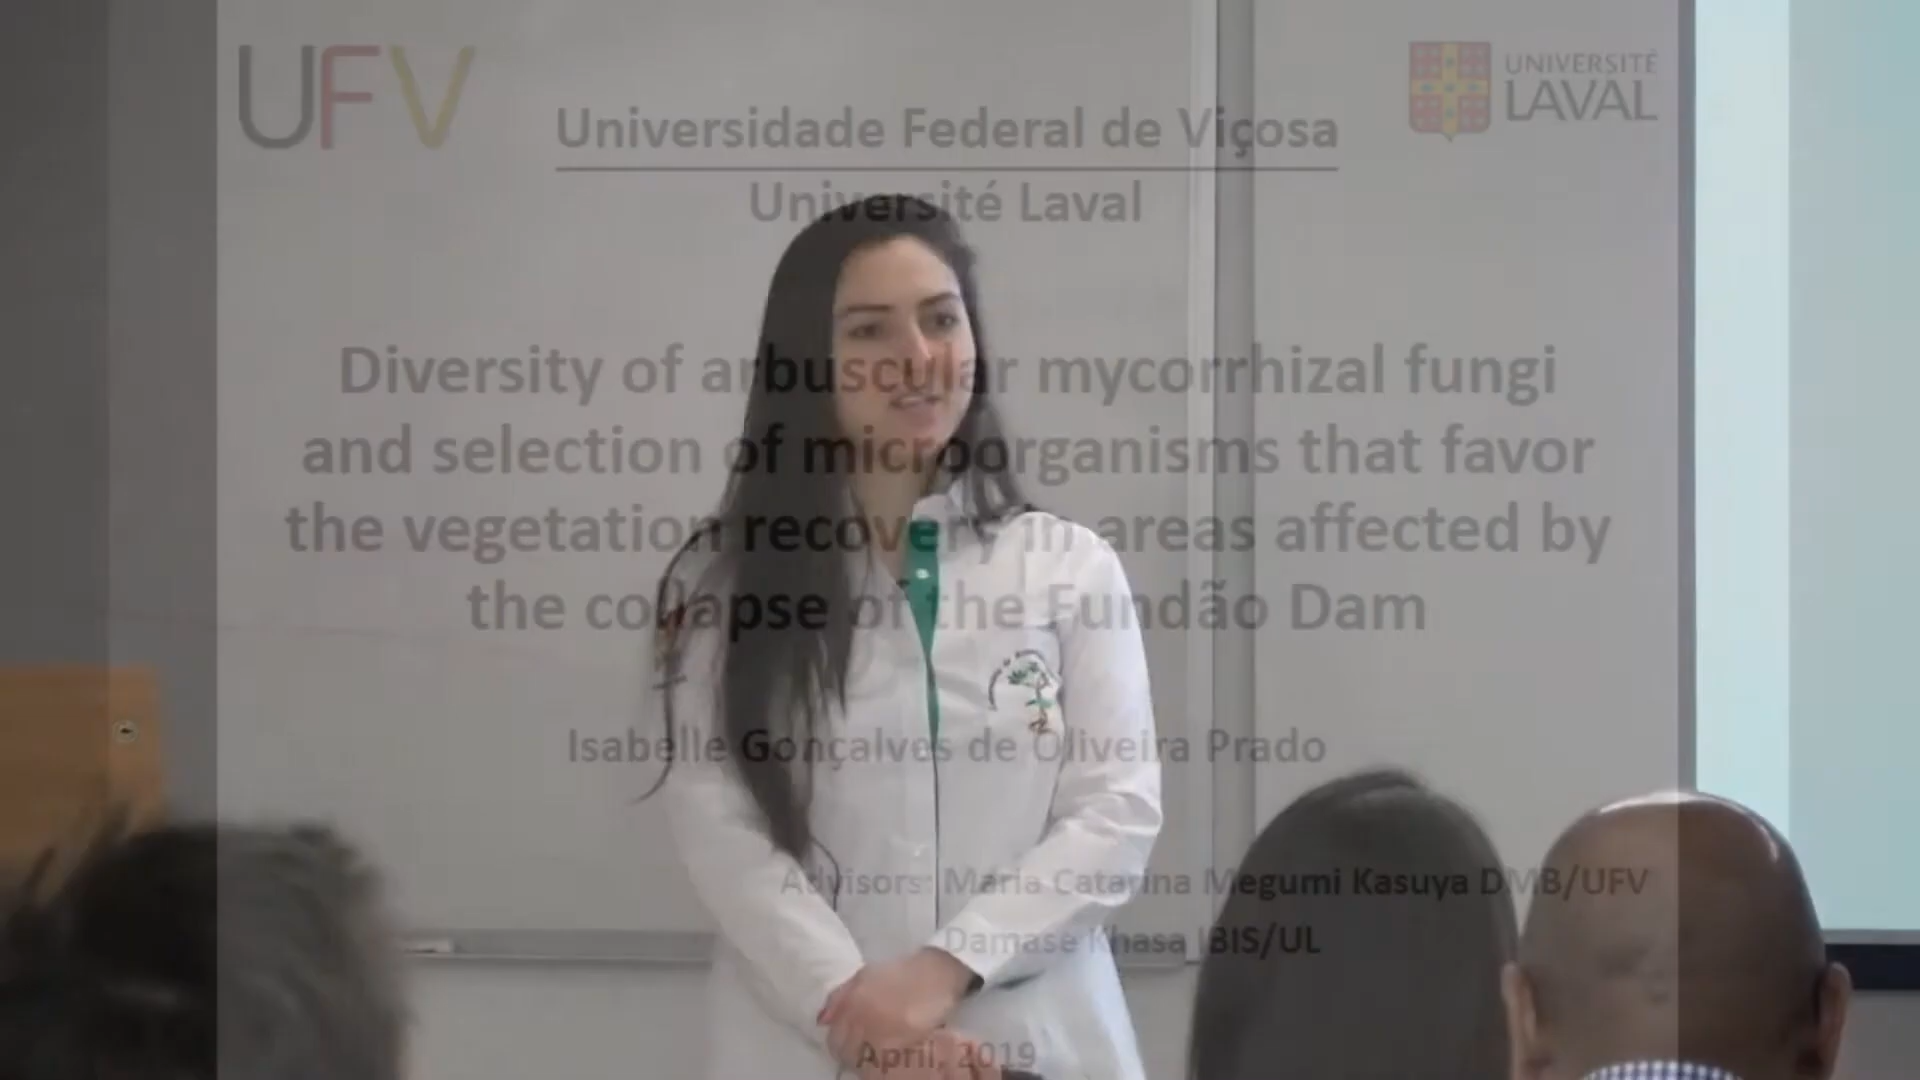 UFV
UNIVERSITÉ
LAVAL
Universidade Federal de Viçosa
Université Laval
Diversity of arbuscular mycorrhizal fungi
and selection of microorganisms that favor
the vegetation recovery in areas affected by
the collapse of the Fundão Dam
Isabelle Gonçalves de Oliveira Prado
Advisors: Maria Catarina Megumi Kasuya DMB/UFV
Damase Khasa IBIS/UL
April, 2019